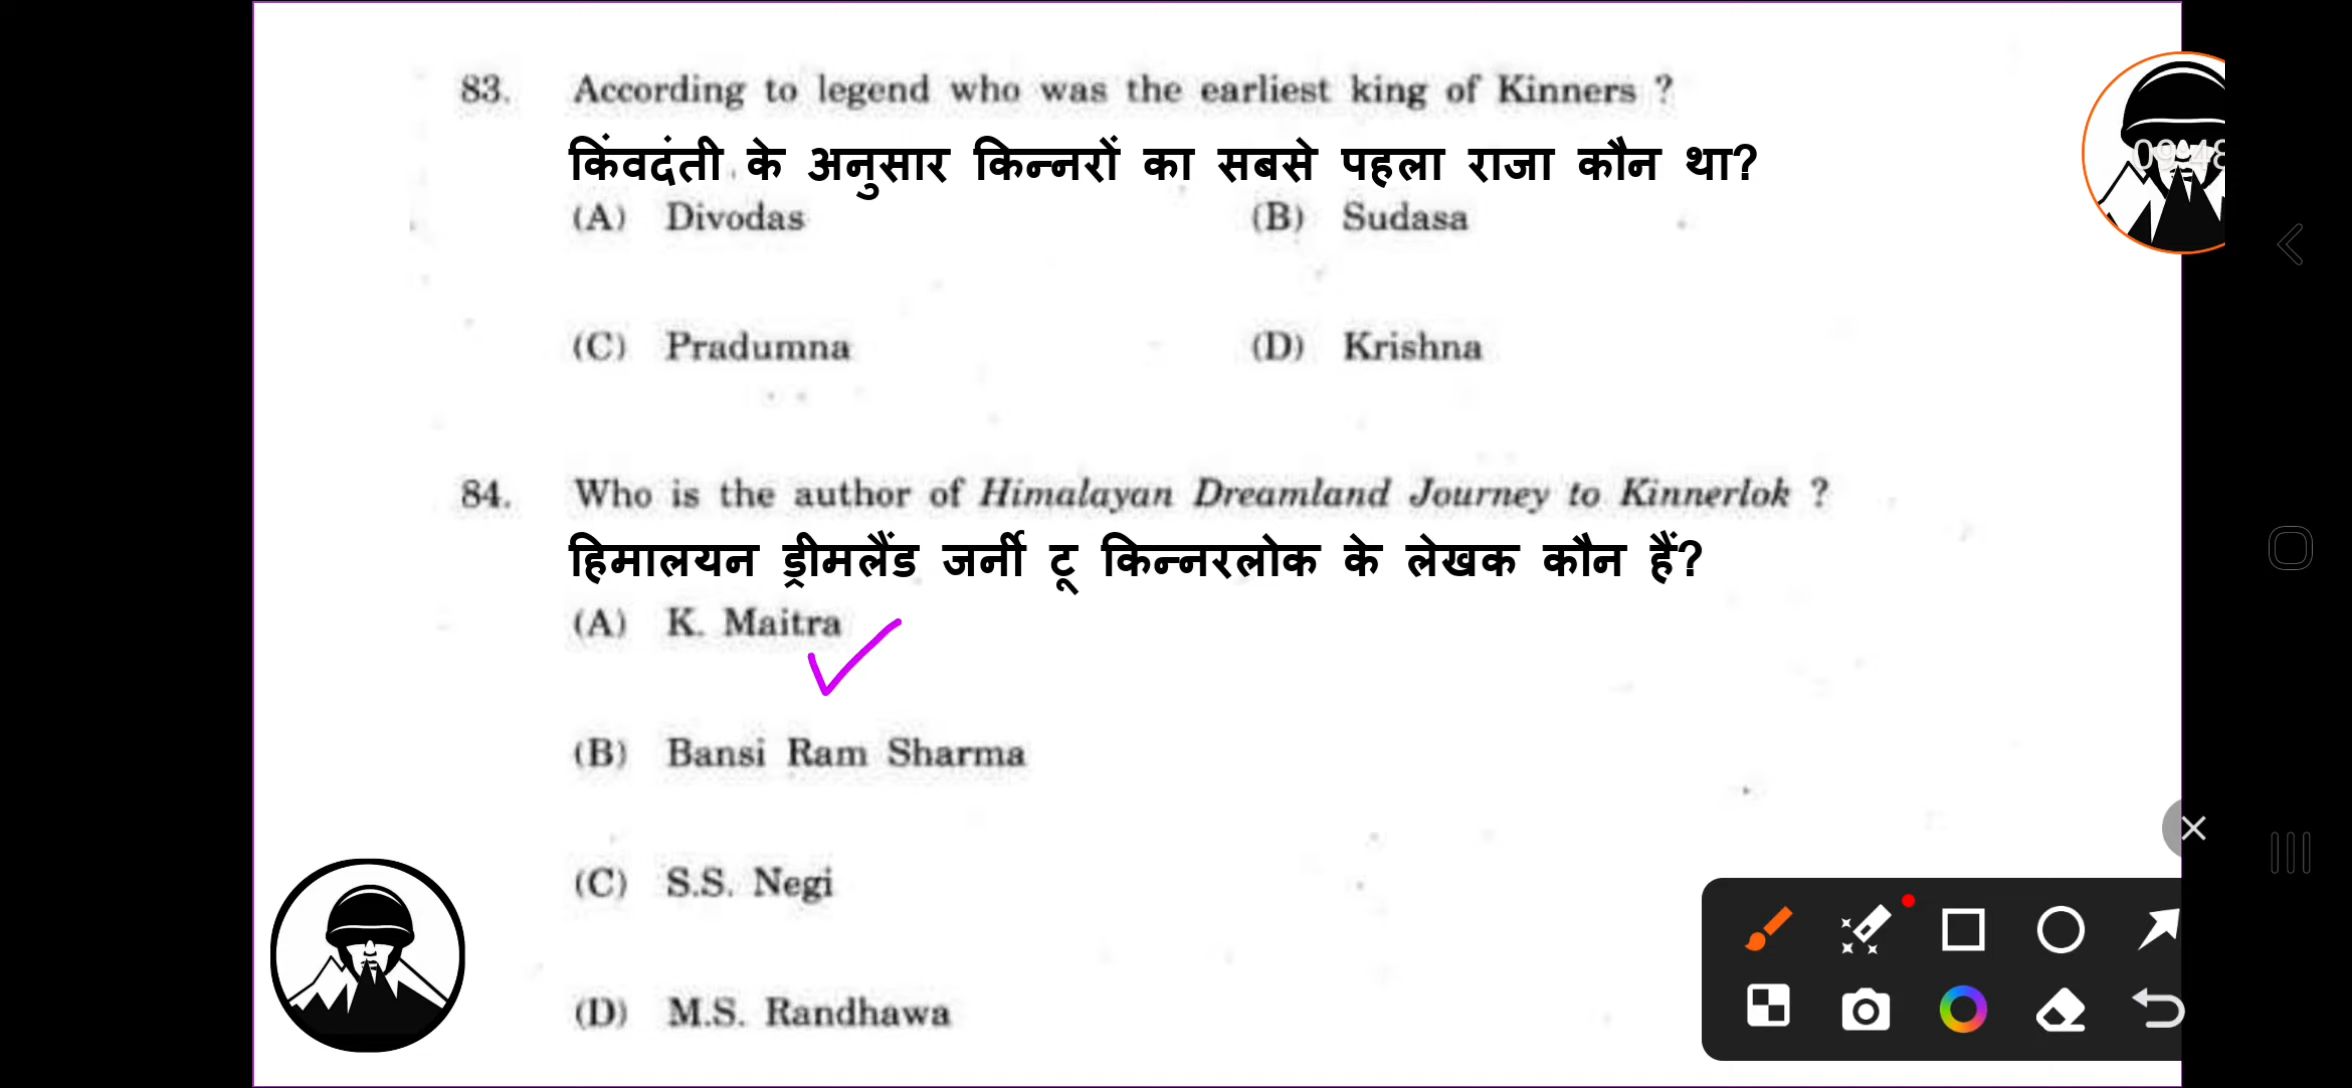 83. According to legend who was the earliest king of Kinners ?
किंवदंती के अनुसार किन्नरों का सबसे पहला राजा कौन था?
(A) Divodas (B) Sudasa
(C) Pradumna (D) Krishna
84. Who is the author of Himalayan Dreamland Journey to Kinnerlok ?
हिमालयन ड्रीमलैंड जर्नी टू किन्नरलोक के लेखक कौन हैं?
(A) K. Maitra
(B) Bansi Ram Sharma
(C) S.S. Negi
(D) M.S. Randhawa